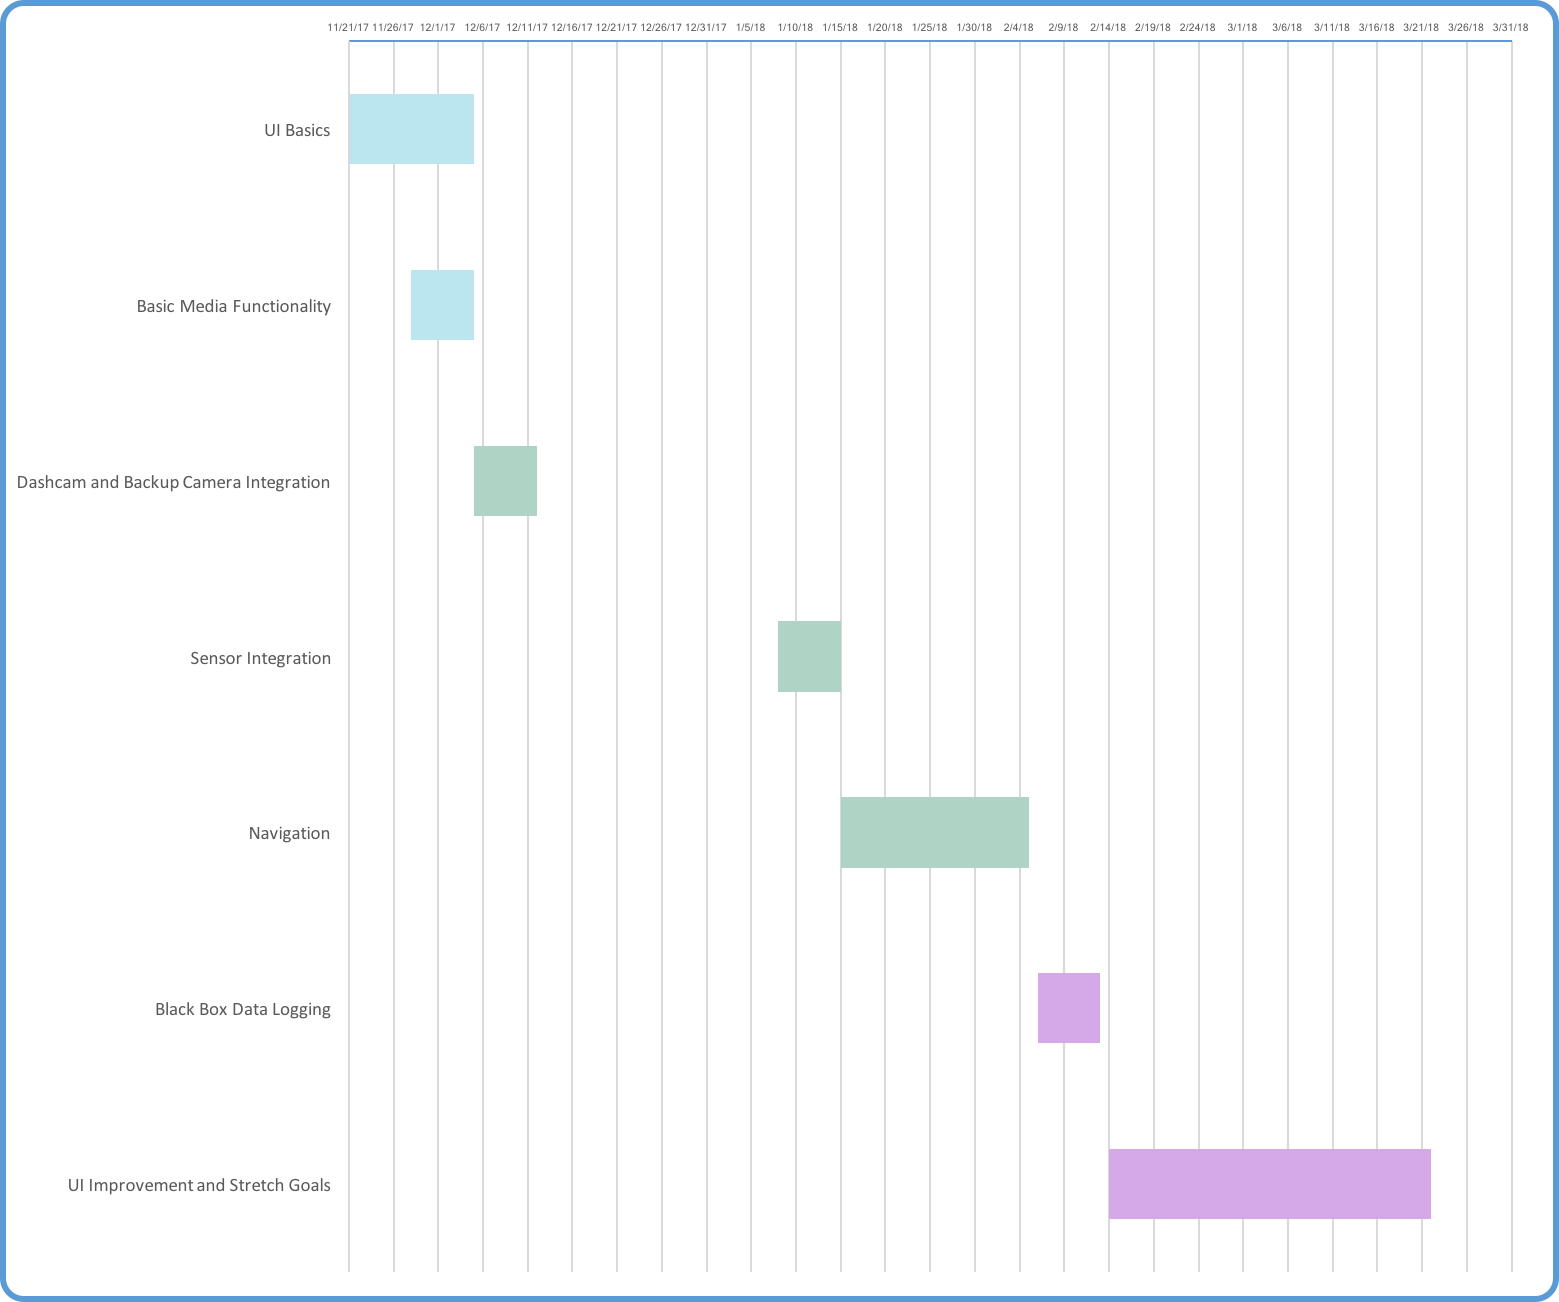 11/21/17 11/26/17 12/1/17 12/6/17 12/11/17 12/16/17 12/21/17 12/26/17 12/31/17 1/5/18 1/10/18 1/15/18 1/20/18 1/25/18 1/30/18 2/4/18 2/9/18 2/14/18 2/19/18 2/24/18 3/1/18 3/6/18 3/11/18 3/16/18 3/21/18 3/26/18 3/31/18
UI Basics
Basic Media Functionality
Dashcam and Backup Camera Integration
Sensor Integration
Navigation
Black Box Data Logging
UI Improvement and Stretch Goals